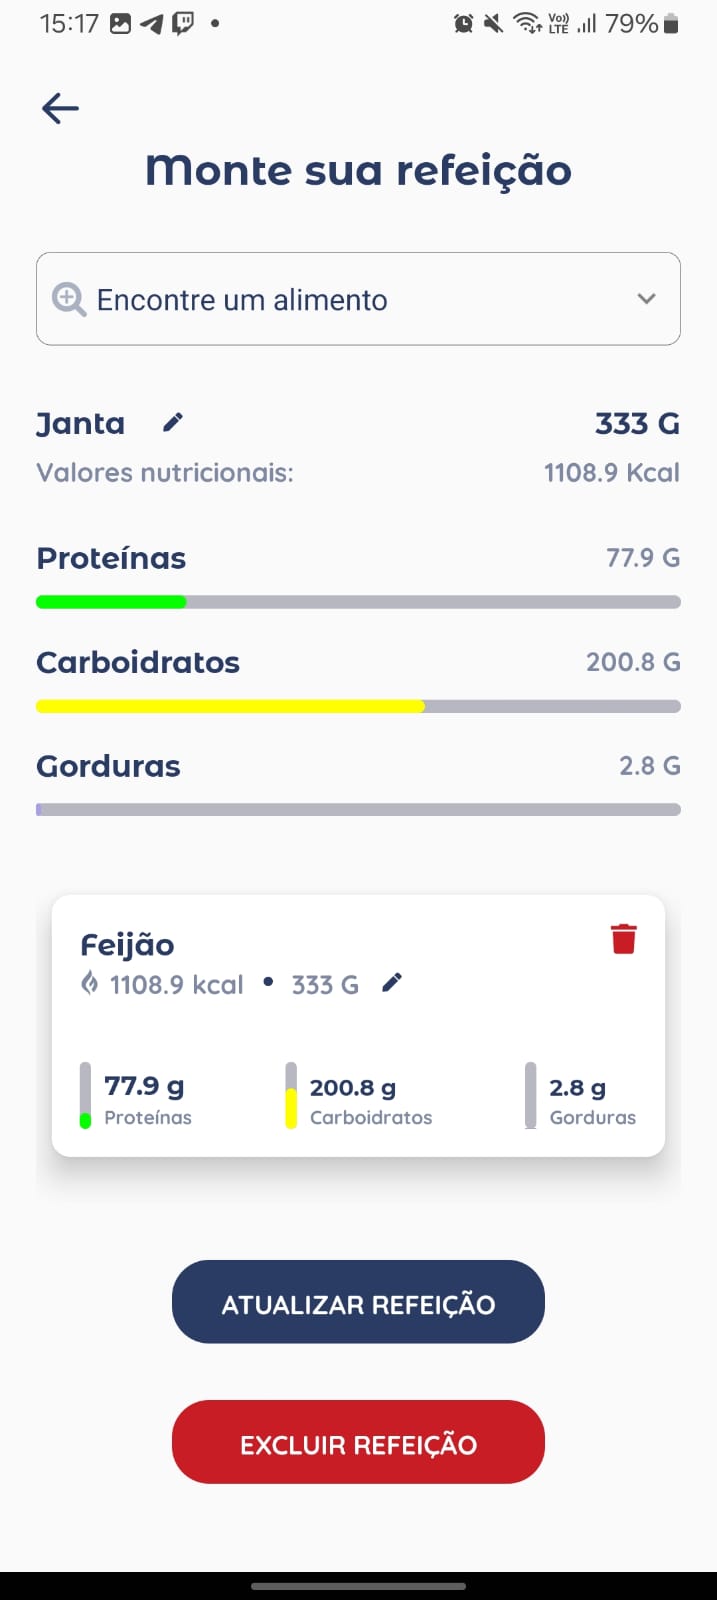 15:17 79%
Vo))
LTE
Monte sua refeição
Encontre um alimento
Janta 333 G
Valores nutricionais: 1108.9 Kcal
Proteínas 77.9 G
Carboidratos 200.8 G
Gorduras 2.8 G
Feijão
1108.9 kcal • 333 G
77.9 g 200.8 g 2.8 g
Proteínas Carboidratos Gorduras
ATUALIZAR REFEIÇÃO
EXCLUIR REFEIÇÃO